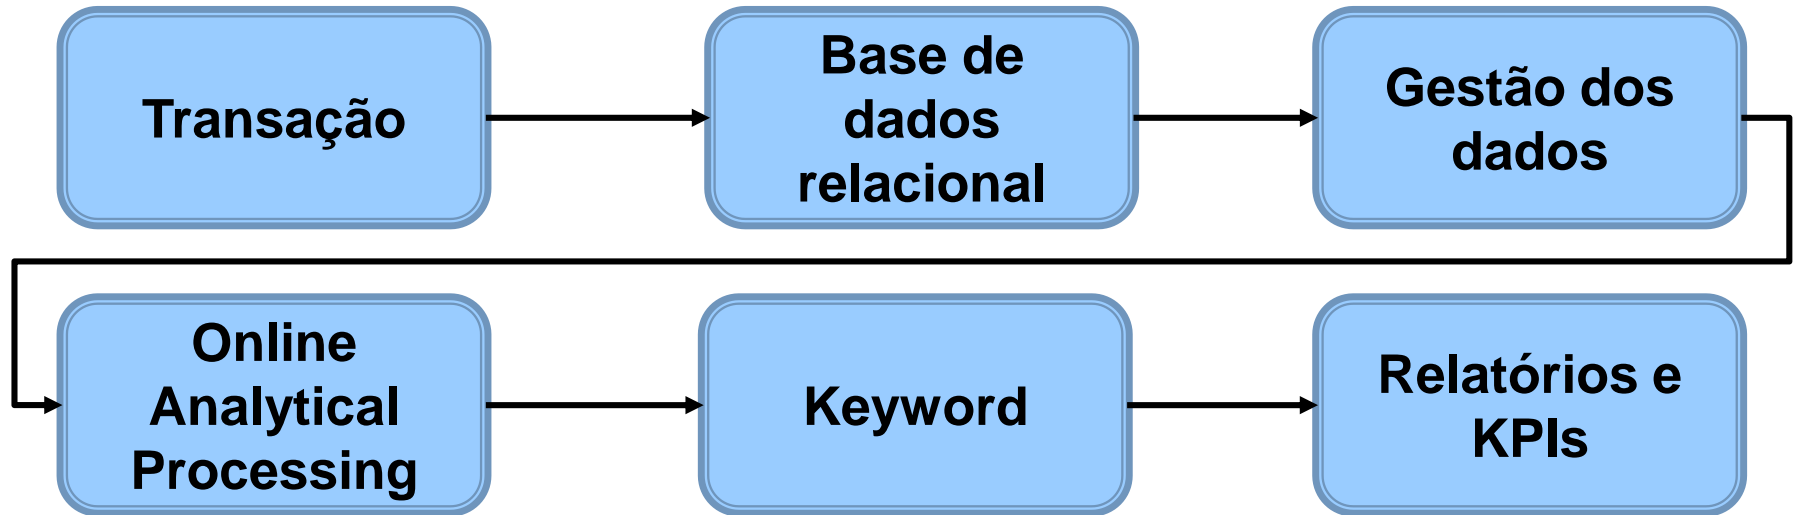 Transação
Base de
dados
relacional
Gestão dos
dados
Online
Analytical
Processing
Keyword
Relatórios e
KPIs